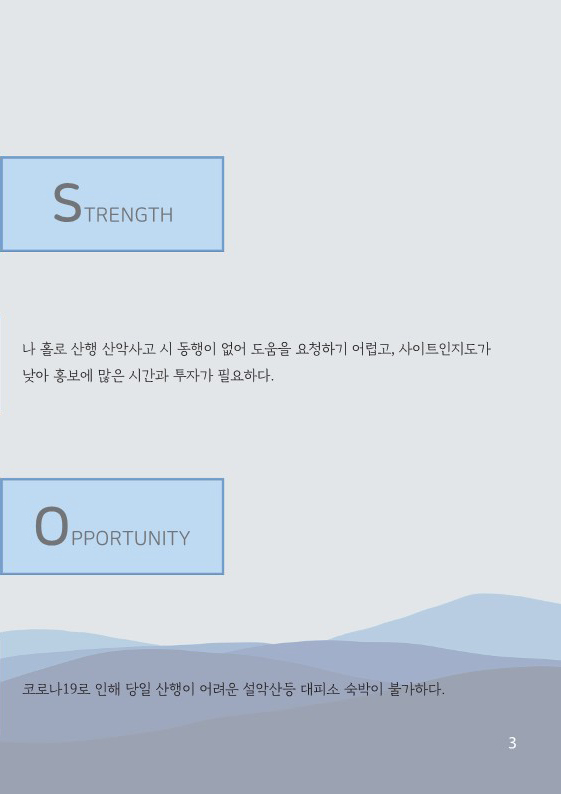 STRENGTH
나 홀로 산행 산악사고 시 동행이 없어 도움을 요청하기 어렵고, 사이트인지도가
낮아 홍보에 많은 시간과 투자가 필요하다.
OPPORTUNITY
코로나19로 인해 당일 산행이 어려운 설악산등 대피소 숙박이 불가하다.
3